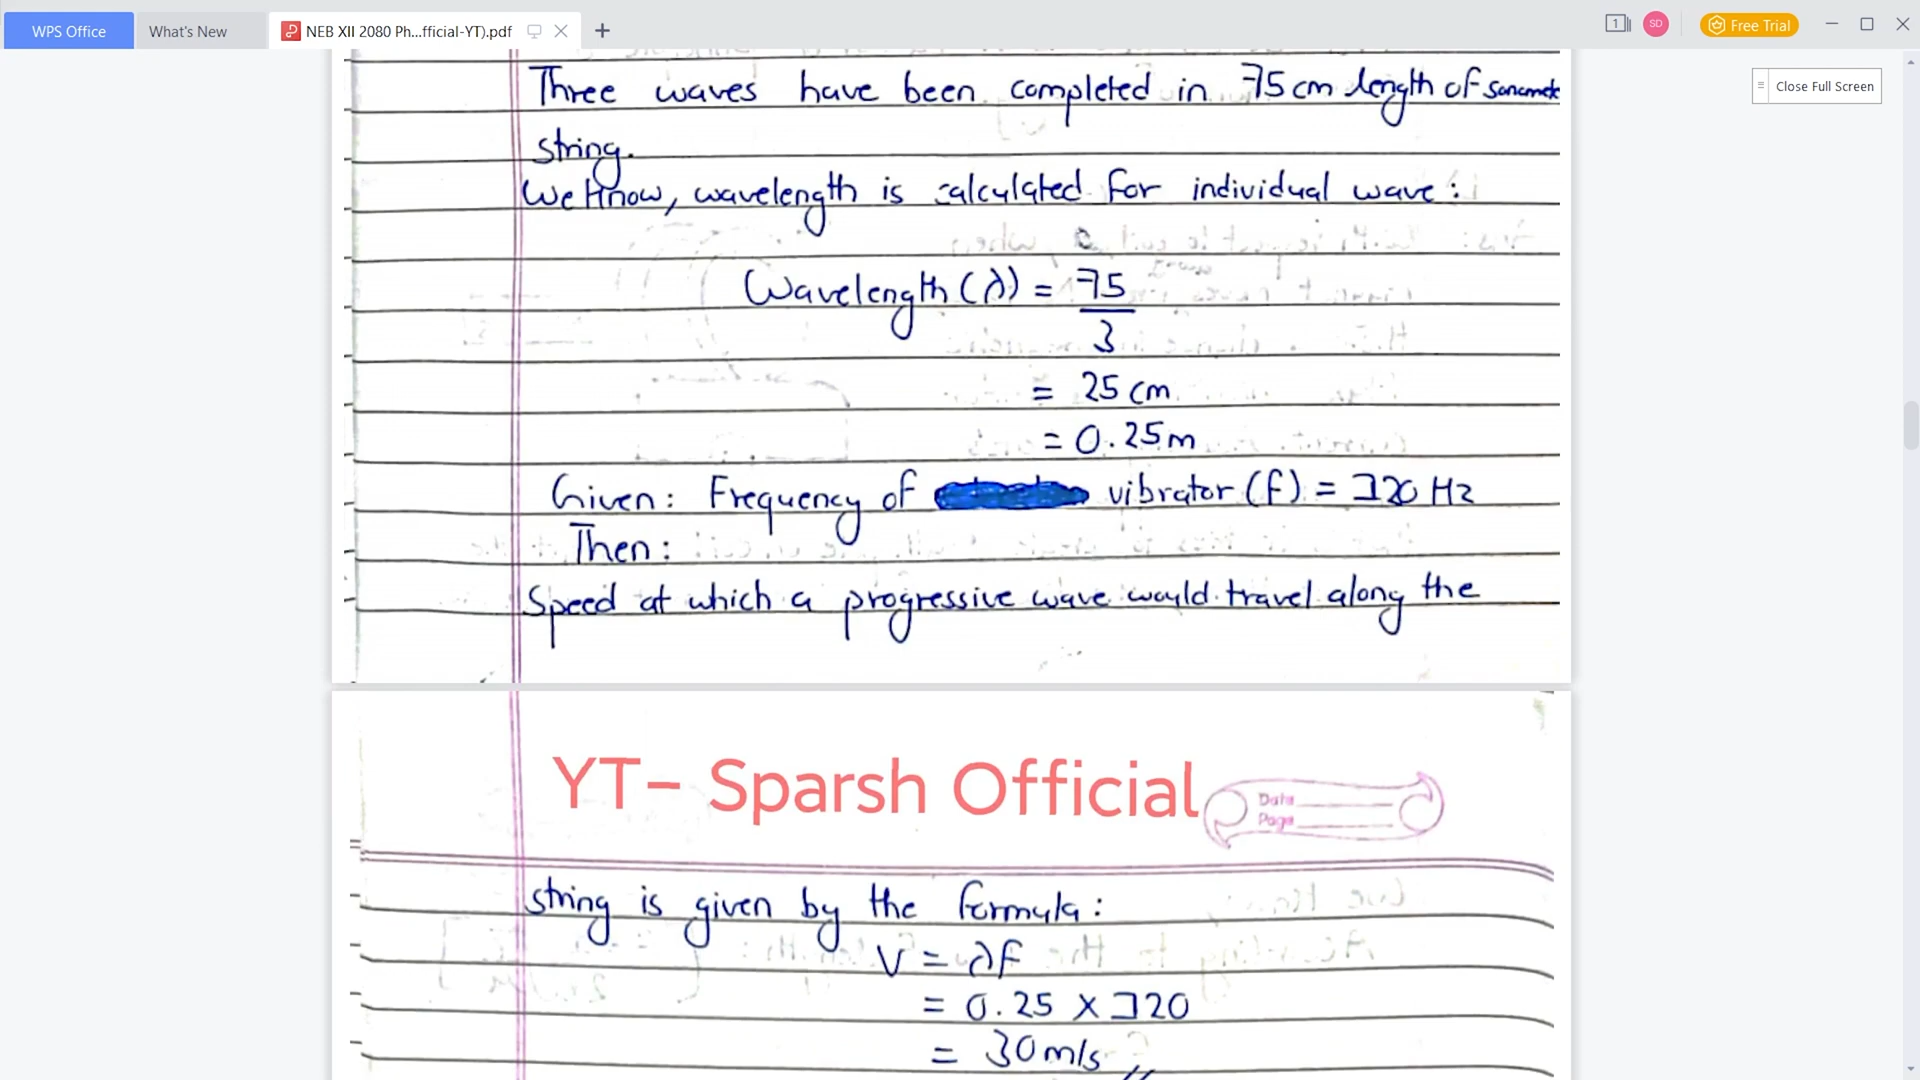 WPS Office
What's New
NEB XII 2080 Ph...fficial-YT).pdf
1
SD
Free Trial
Close Full Screen
Three waves have been completed in 75 cm length of
string.
We know, wavelength is calculated for individual wave:
Wavelength (λ) = 75
3
= 25 cm
= 0.25m
Given: Frequency of vibrator (f) = 120 Hz
Then:
Speed at which a progressive wave would travel along the
YT- Sparsh Official
Date
Page
string is given by the formula:
V = λf
= 0.25 × 120
= 30 m/s